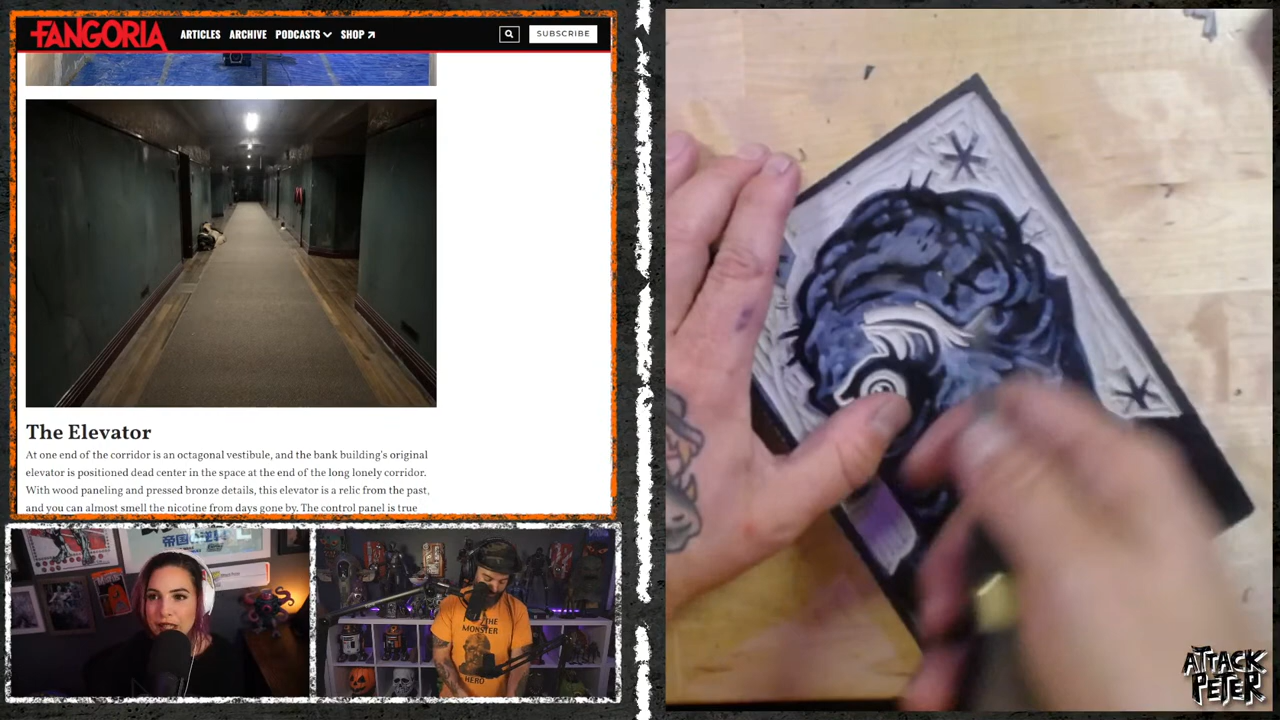 FANGORIA
ARTICLES ARCHIVE PODCASTS SHOP
SUBSCRIBE
The Elevator
At one end of the corridor is an octagonal vestibule, and the bank building's original
elevator is positioned dead center in the space at the end of the long lonely corridor.
With wood paneling and pressed bronze details, this elevator is a relic from the past,
and you can almost smell the nicotine from days gone by. The control panel is true
帝国
THE
MONSTER
HERO
ATTACK
PETER